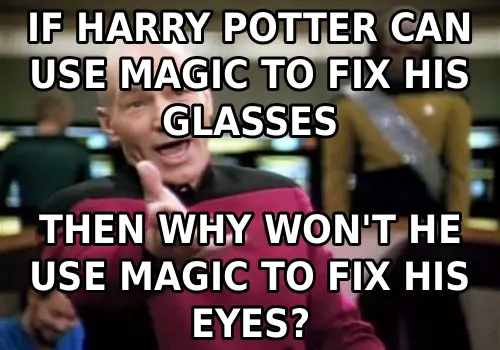 IF HARRY POTTER CAN
USE MAGIC TO FIX HIS
GLASSES
THEN WHY WON'T HE
USE MAGIC TO FIX HIS
EYES?